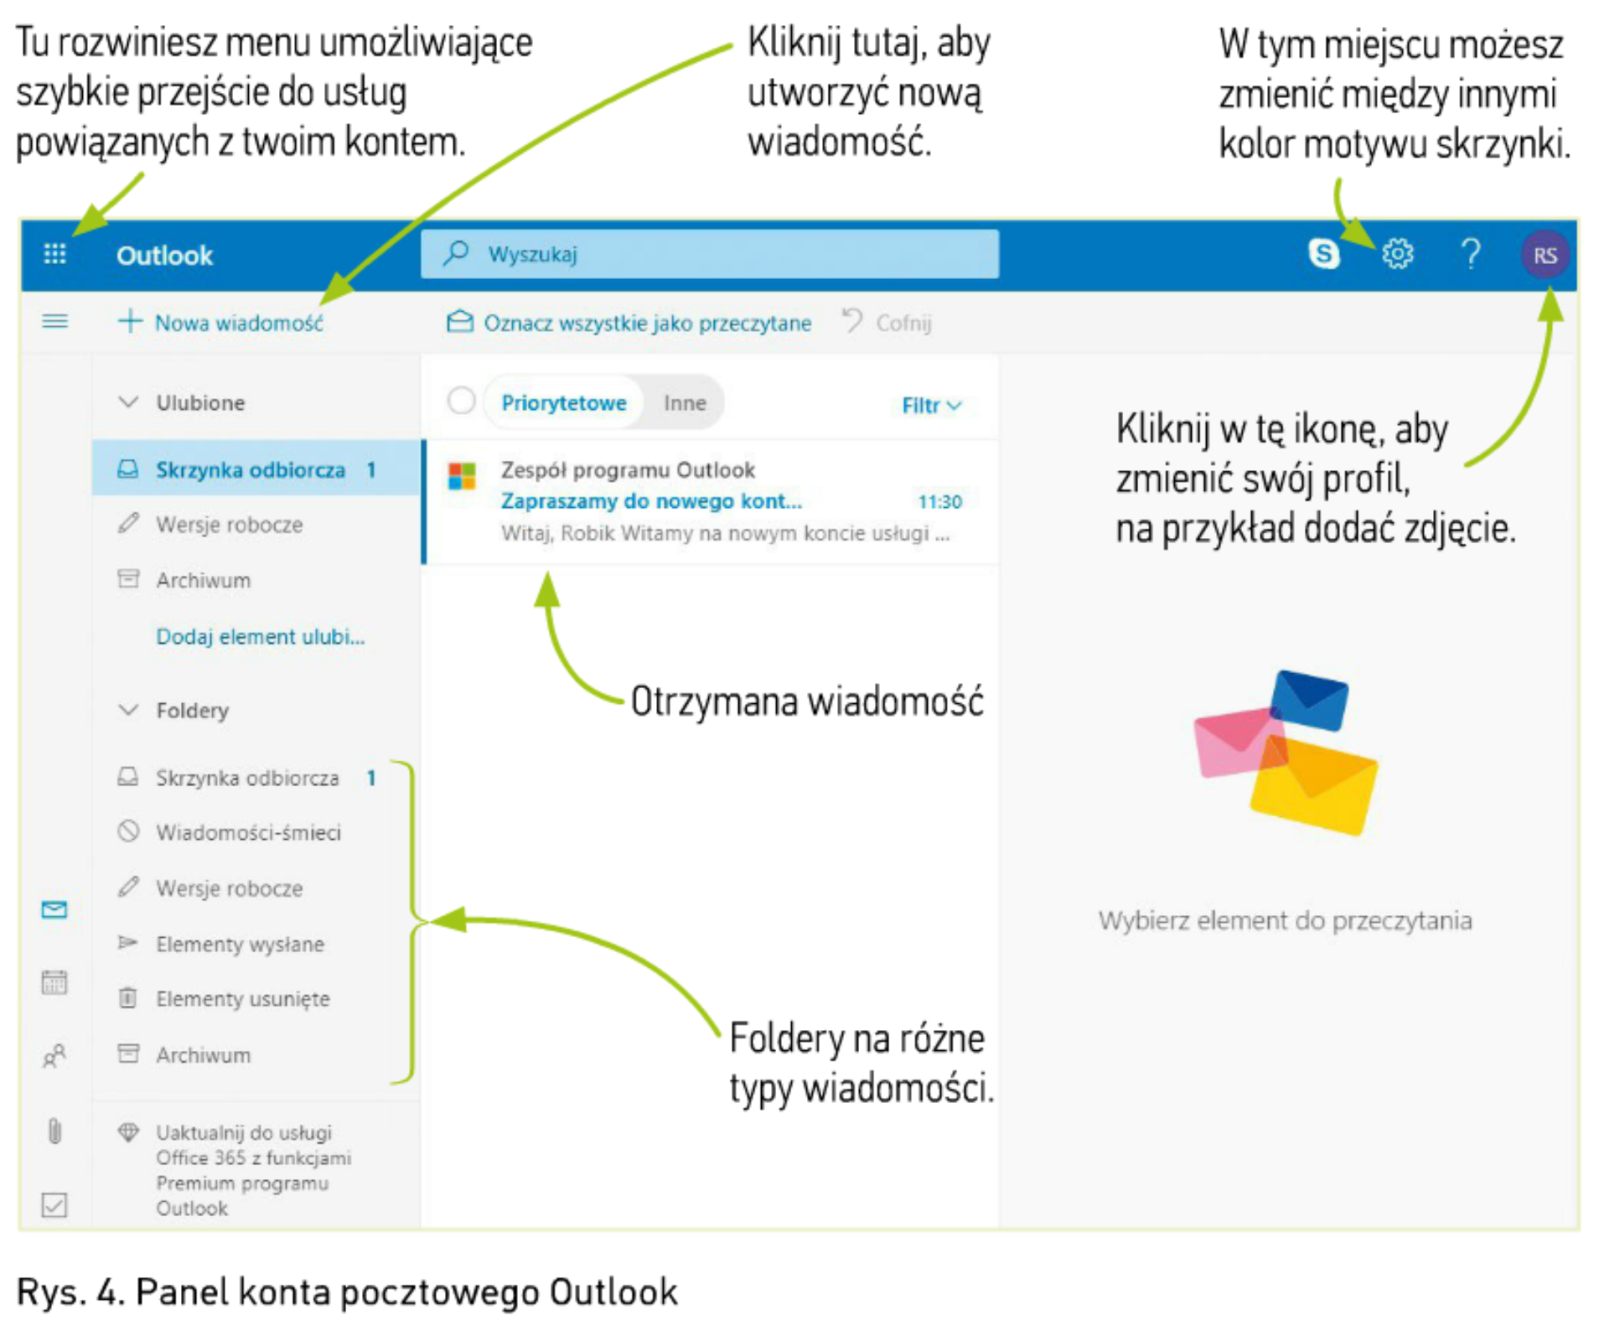 Tu rozwiniesz menu umożliwiające
szybkie przejście do usług
powiązanych z twoim kontem.
Kliknij tutaj, aby
utworzyć nową
wiadomość.
W tym miejscu możesz
zmienić między innymi
kolor motywu skrzynki.
Outlook
Wyszukaj
S
?
RS
Nowa wiadomość
Oznacz wszystkie jako przeczytane
Cofnij
Ulubione
Skrzynka odbiorcza 1
Wersje robocze
Archiwum
Dodaj element ulubi...
Foldery
Skrzynka odbiorcza 1
Wiadomości-śmieci
Wersje robocze
Elementy wysłane
Elementy usunięte
Archiwum
Uaktualnij do usługi
Office 365 z funkcjami
Premium programu
Outlook
Priorytetowe
Inne
Filtr
Zespół programu Outlook
Zapraszamy do nowego kont... 11:30
Witaj, Robik Witamy na nowym koncie usługi ...
Otrzymana wiadomość
Foldery na różne
typy wiadomości.
Kliknij w tę ikonę, aby
zmienić swój profil,
na przykład dodać zdjęcie.
Wybierz element do przeczytania
Rys. 4. Panel konta pocztowego Outlook